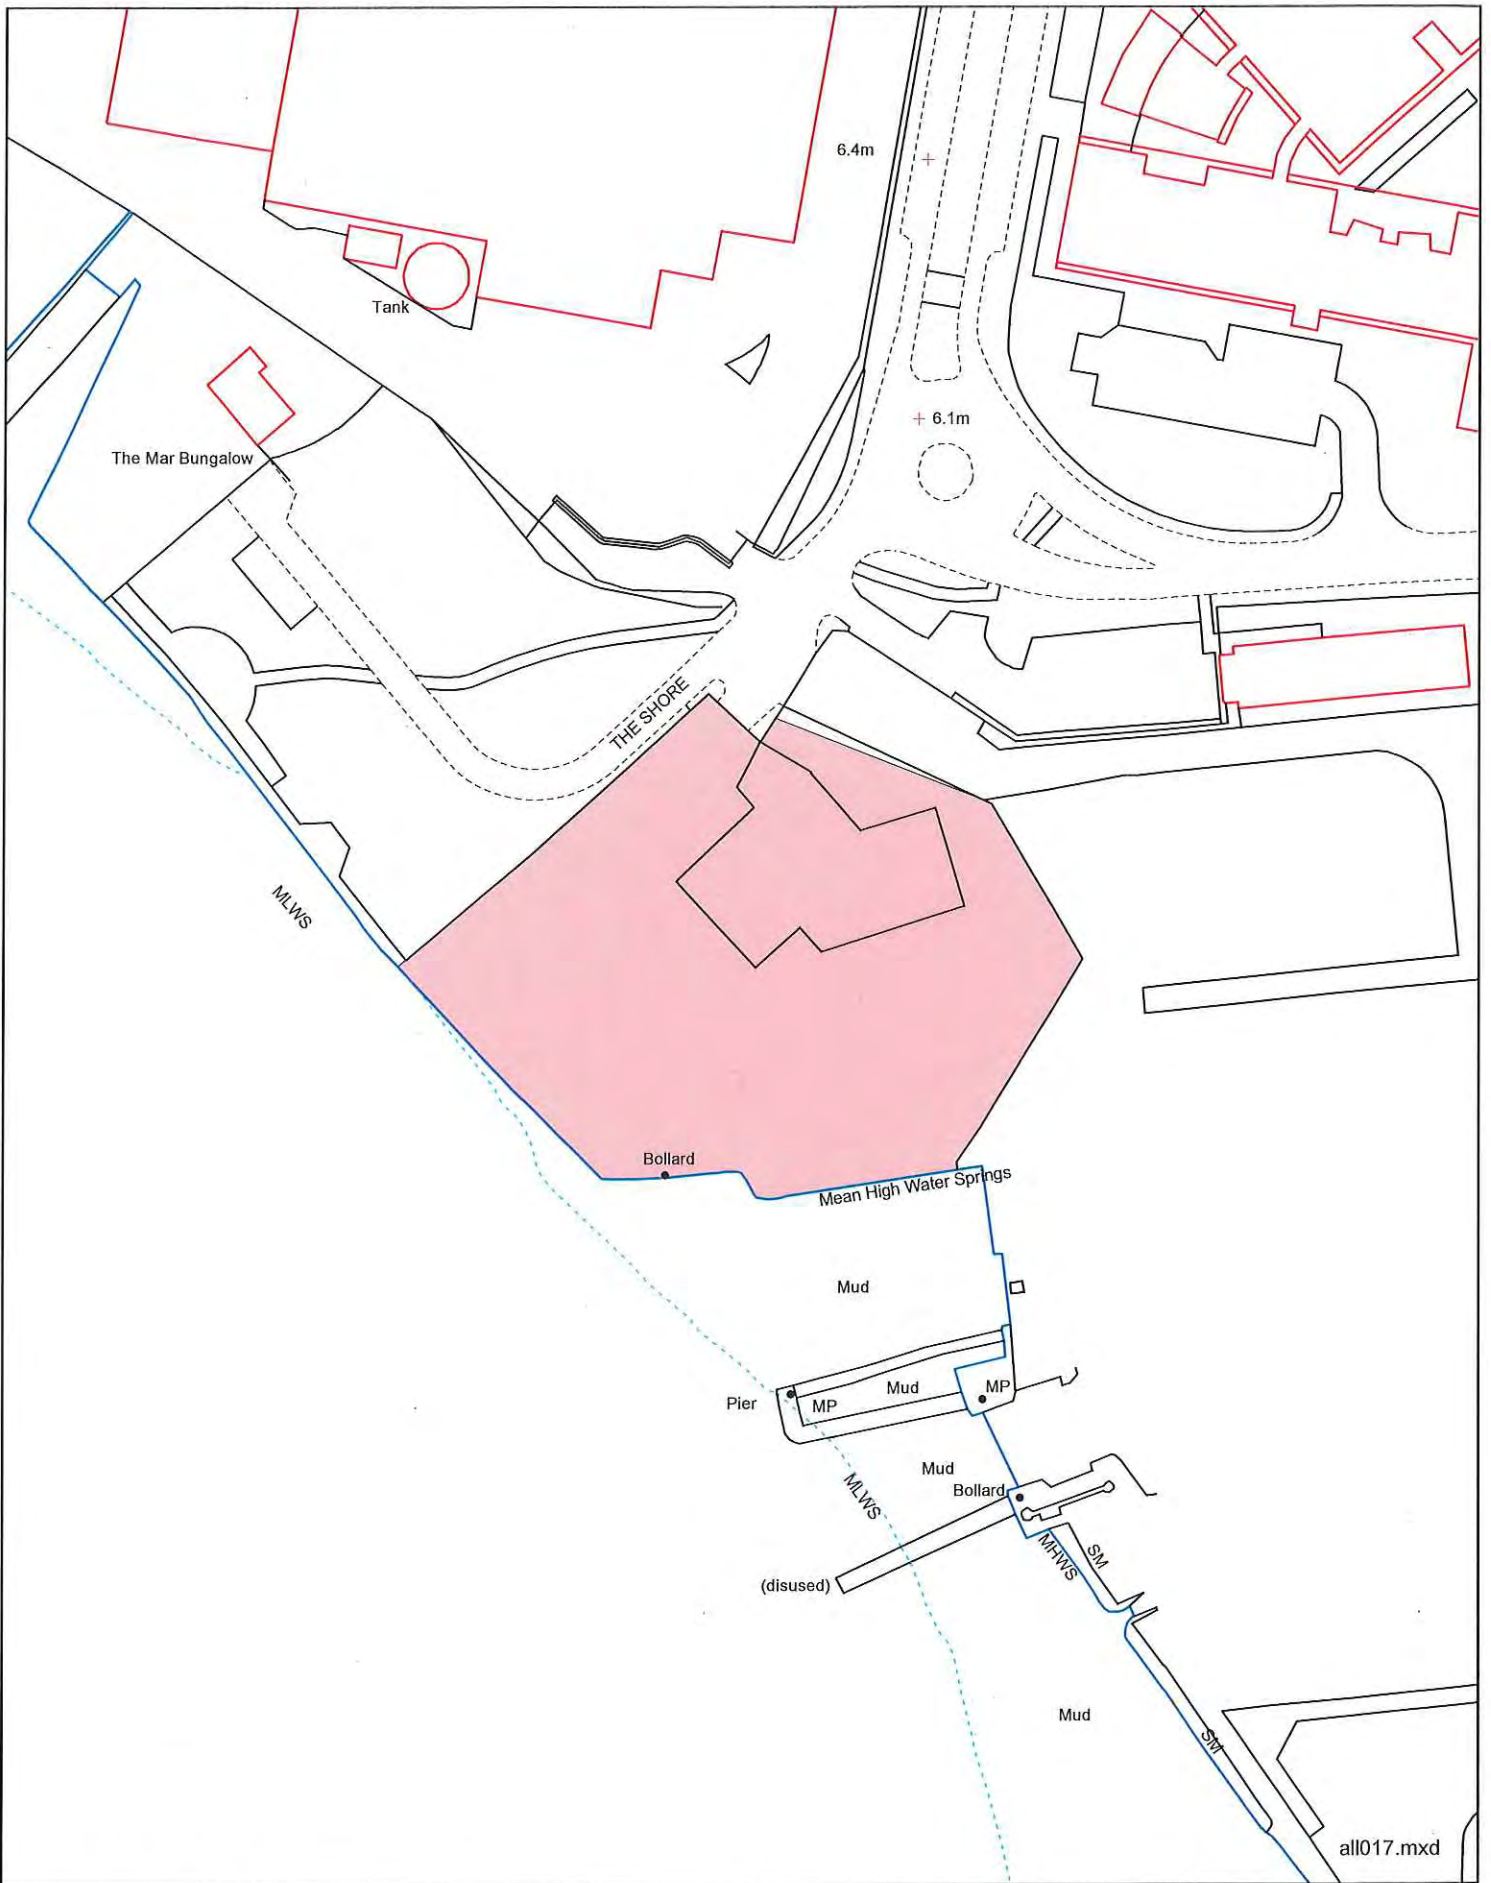 6.4m
Tank
6.1m
The Mar Bungalow
THE SHORE
MLWS
Bollard
Mean High Water Springs
Mud
Mud
MP
Pier
MP
Mud
Bollard
MLWS
MHWS
SM
(disused)
Mud
SM
all017.mxd